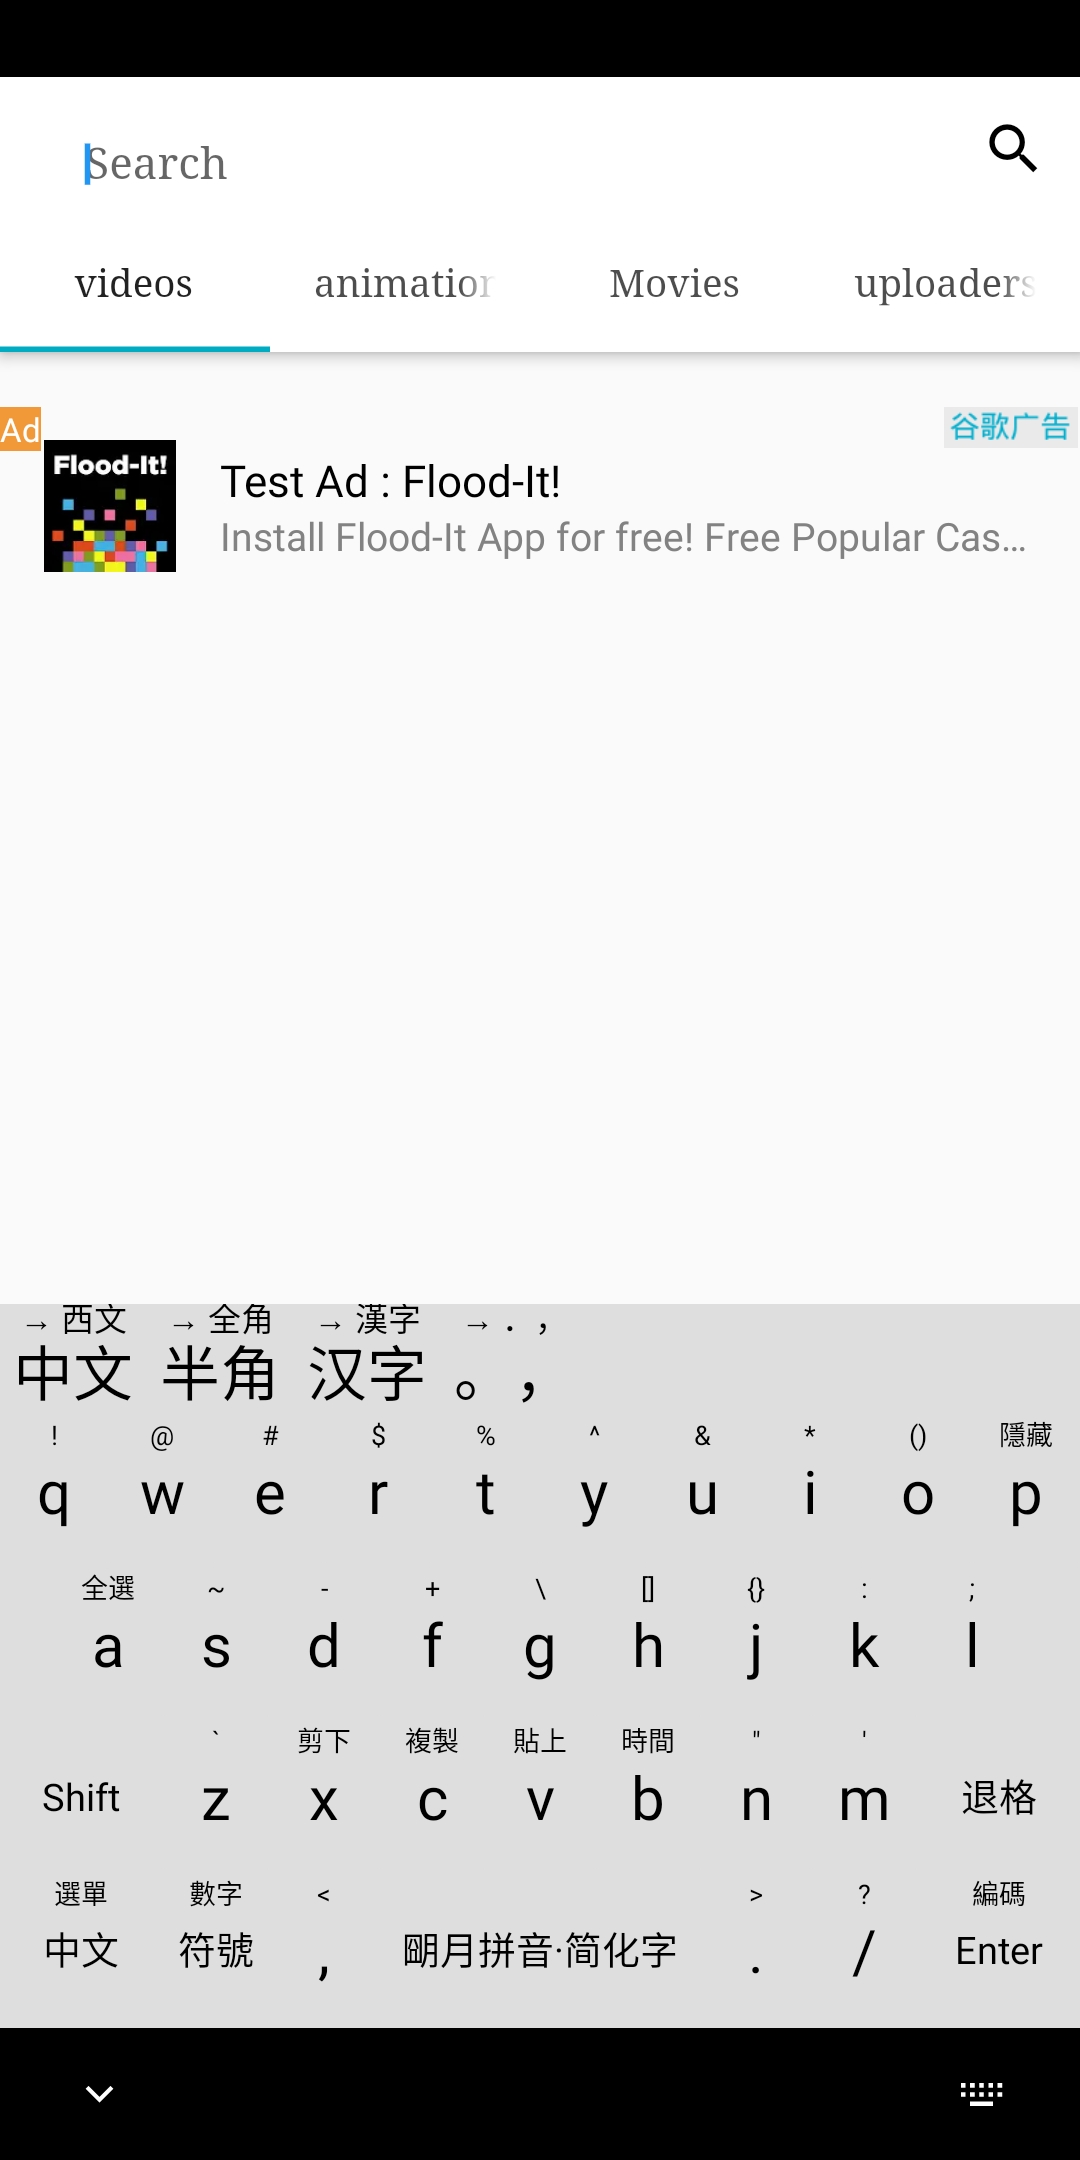 Search
videos animation Movies uploaders
Ad
谷歌广告
Flood-It!
Test Ad : Flood-It!
Install Flood-It App for free! Free Popular Cas...
→ 西文 → 全角 → 漢字 → . ，
中文 半角 汉字 。，
! @ # $ % ^ & * () 隱藏
q w e r t y u i o p
全選 ~ - + \ [] {} : ;
a s d f g h j k l
` 剪下 複製 貼上 時間 " '
Shift z x c v b n m 退格
選單 數字 < > ? 編碼
中文 符號 , 朙月拼音·简化字 . / Enter